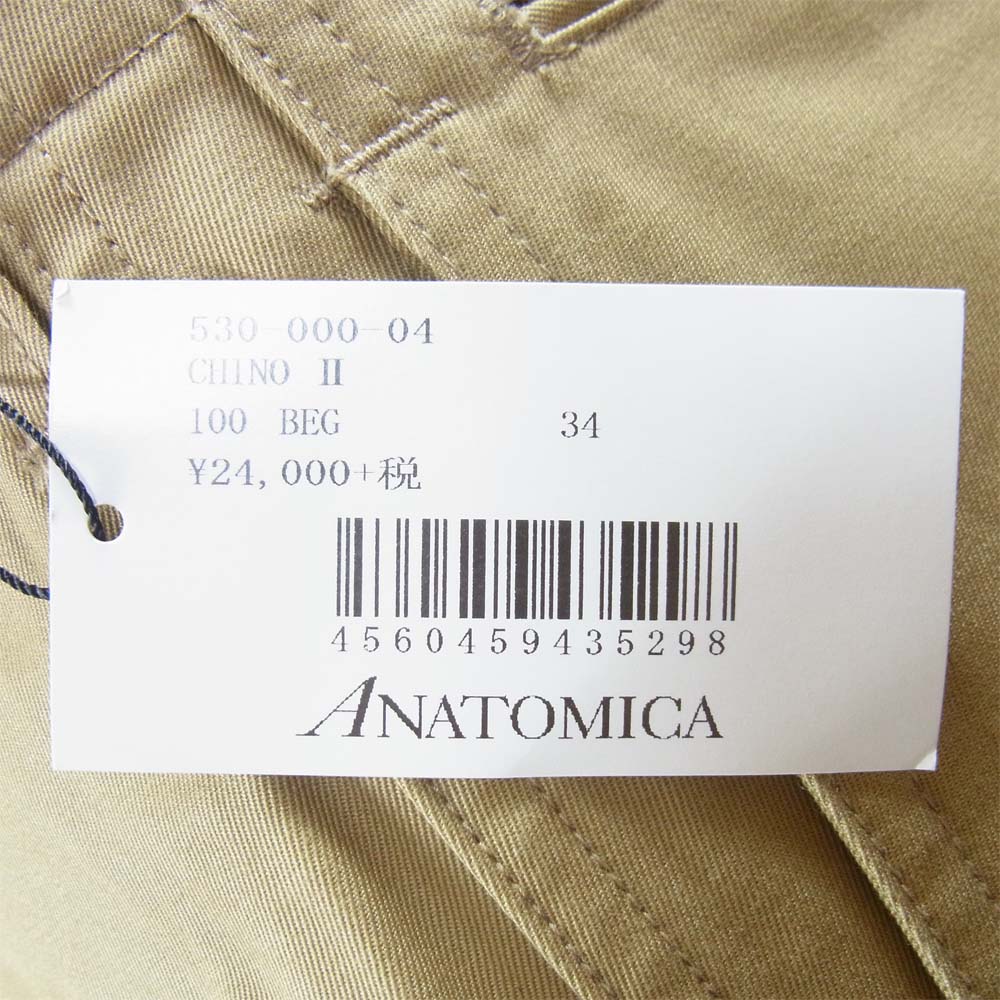 530-000-04
CHINO II
100 BEG 34
¥24,000+税
4560459435298
ANATOMICA